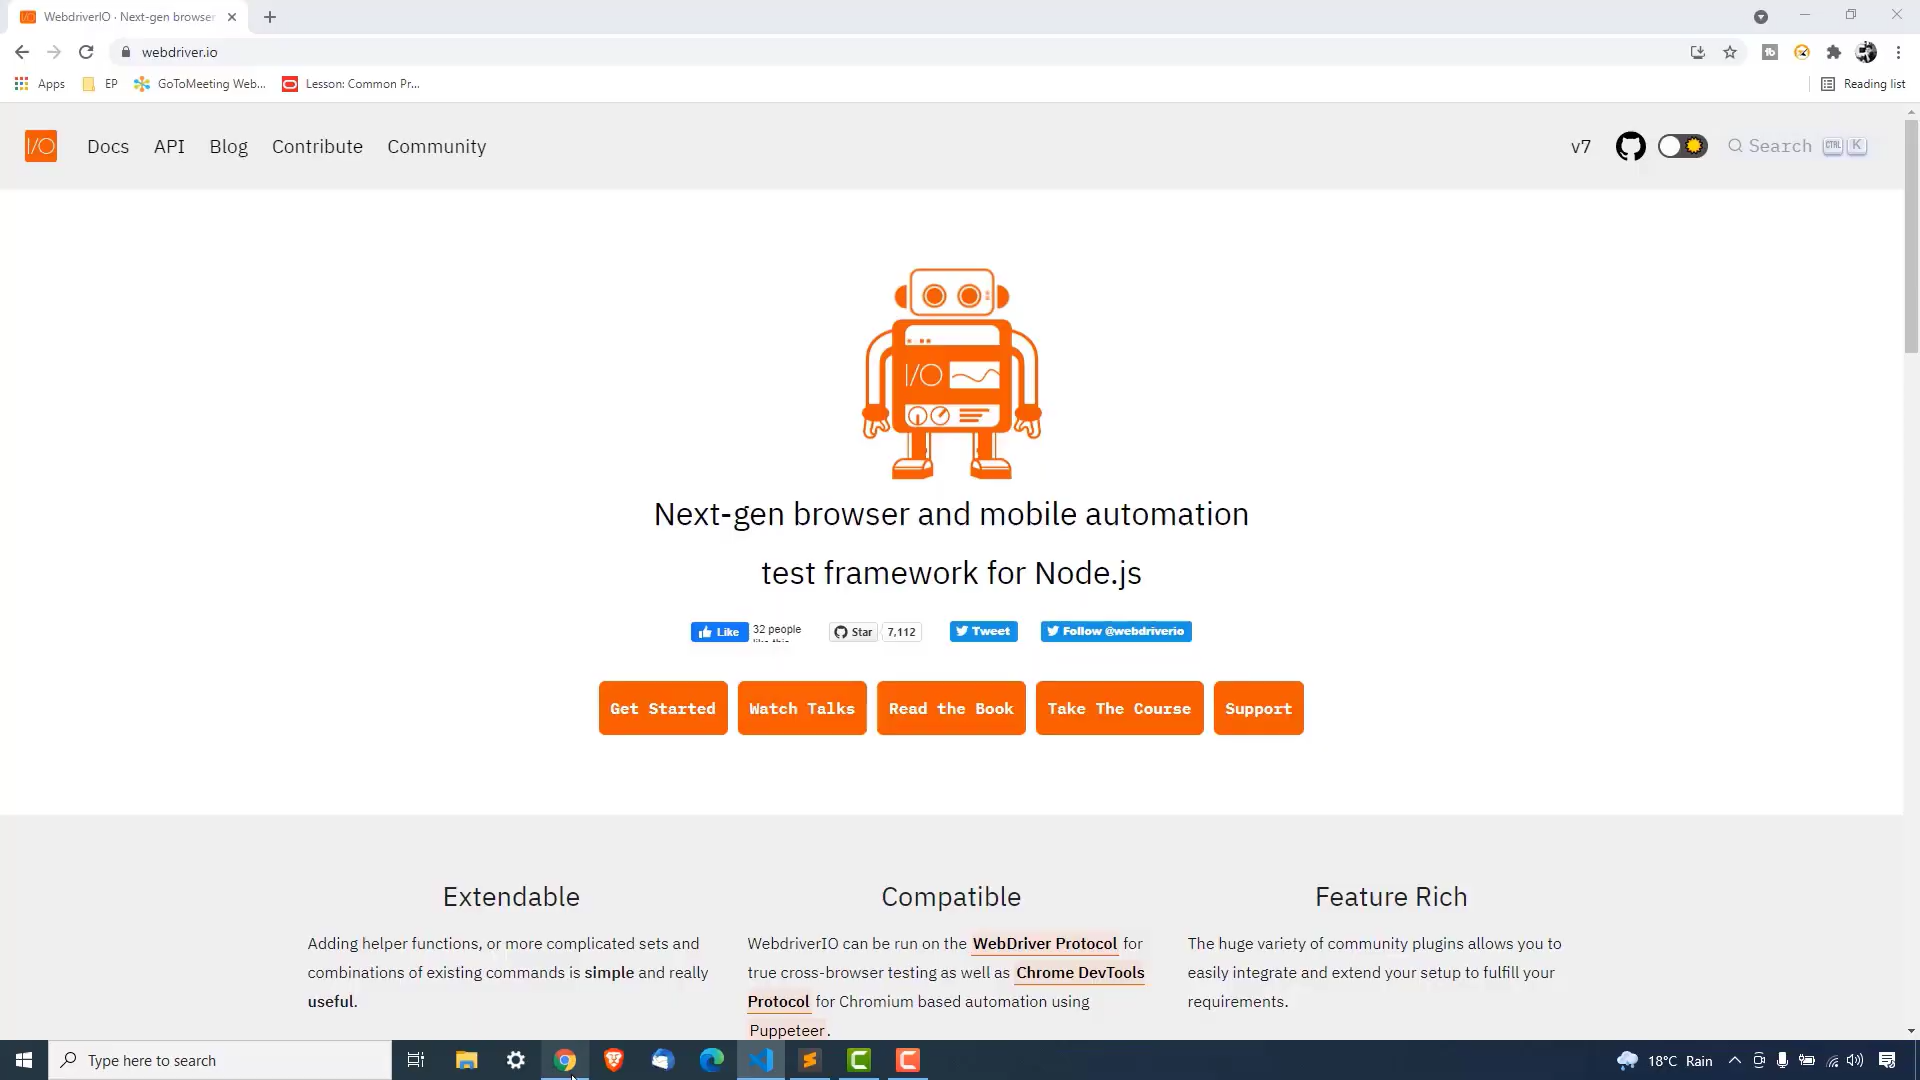 WebdriverIO · Next-gen browser
webdriver.io
Apps
EP
GoToMeeting Web...
Lesson: Common Pr...
Reading list
I/O
Docs
API
Blog
Contribute
Community
v7
Search
CTRL
K
I/O
Next-gen browser and mobile automation
test framework for Node.js
Like
32 people
like this.
Star
7,112
Tweet
Follow @webdriverio
Get Started
Watch Talks
Read the Book
Take The Course
Support
Extendable
Adding helper functions, or more complicated sets and
combinations of existing commands is simple and really
useful.
Compatible
WebdriverIO can be run on the WebDriver Protocol for
true cross-browser testing as well as Chrome DevTools
Protocol for Chromium based automation using
Puppeteer.
Feature Rich
The huge variety of community plugins allows you to
easily integrate and extend your setup to fulfill your
requirements.
Type here to search
18°C Rain